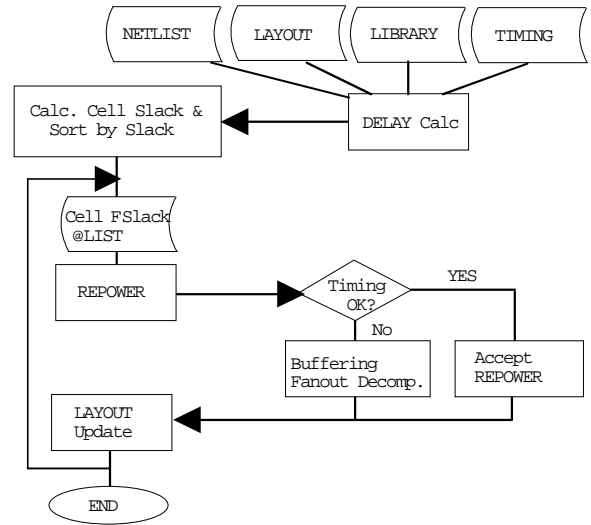 NETLIST
LAYOUT
LIBRARY
TIMING
Calc. Cell Slack &
Sort by Slack
DELAY Calc
Cell FSlack
@LIST
REPOWER
Timing
OK?
YES
No
Buffering
Fanout Decomp.
Accept
REPOWER
LAYOUT
Update
END